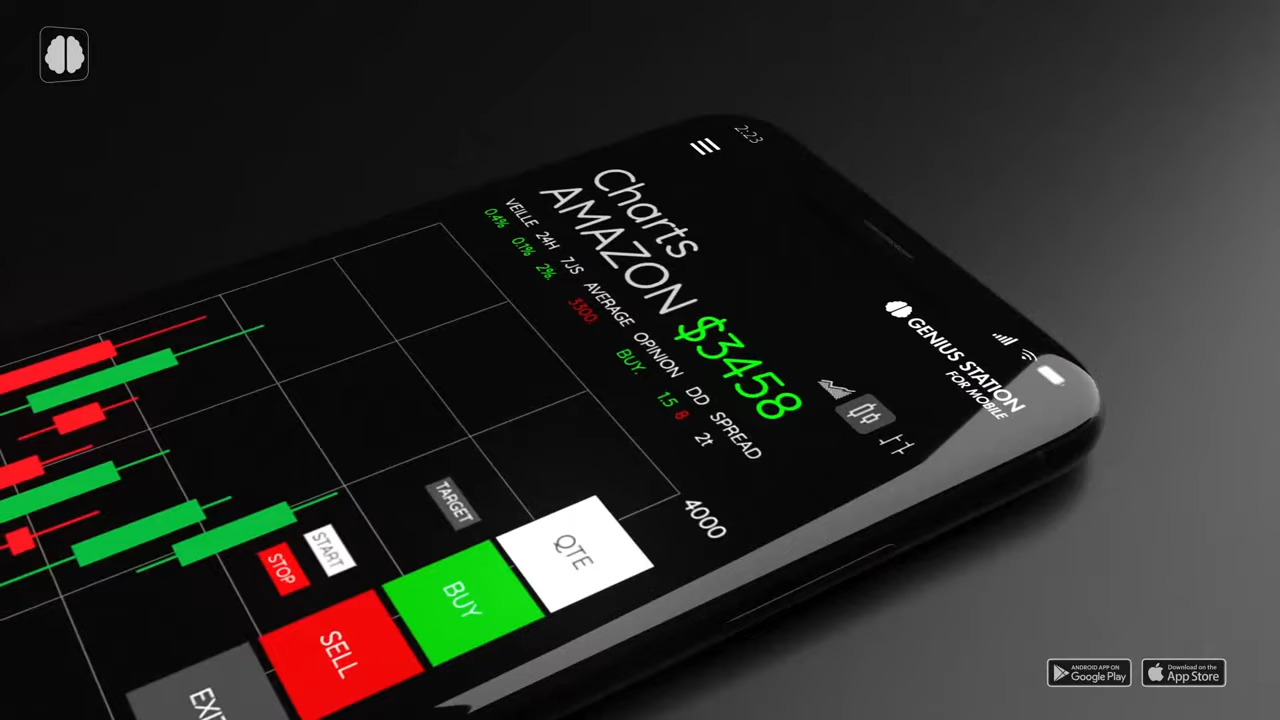 2:23
GENIUS STATION
FOR MOBILE
Charts
AMAZON $3458
VEILLE 24H 7JS AVERAGE OPINION DD SPREAD
0.4% 0.1% 2% 3300. BUY. 1.5 8 2t
4000
TARGET
START
STOP
QTE
BUY
SELL
ANDROID APP ON
Google Play
Download on the
App Store